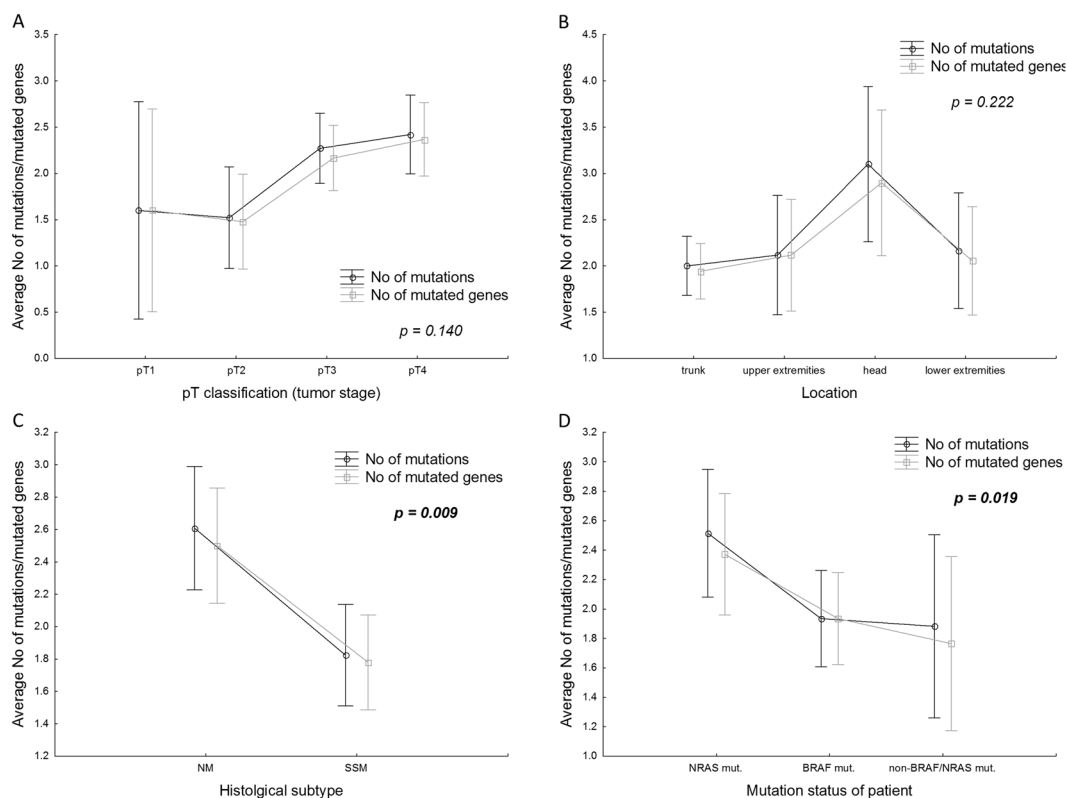 A
Average No of mutations/mutated genes
3.5
3.0
2.5
2.0
1.5
1.0
0.5
0.0
No of mutations
No of mutated genes
p = 0.140
pT1 pT2 pT3 pT4
pT classification (tumor stage)
B
Average No of mutations/mutated genes
4.5
4.0
3.5
3.0
2.5
2.0
1.5
1.0
No of mutations
No of mutated genes
p = 0.222
trunk upper extremities head lower extremities
Location
C
Average No of mutations/mutated genes
3.2
3.0
2.8
2.6
2.4
2.2
2.0
1.8
1.6
1.4
1.2
No of mutations
No of mutated genes
p = 0.009
NM SSM
Histolgical subtype
D
Average No of mutations/mutated genes
3.2
3.0
2.8
2.6
2.4
2.2
2.0
1.8
1.6
1.4
1.2
1.0
No of mutations
No of mutated genes
p = 0.019
NRAS mut. BRAF mut. non-BRAF/NRAS mut.
Mutation status of patient